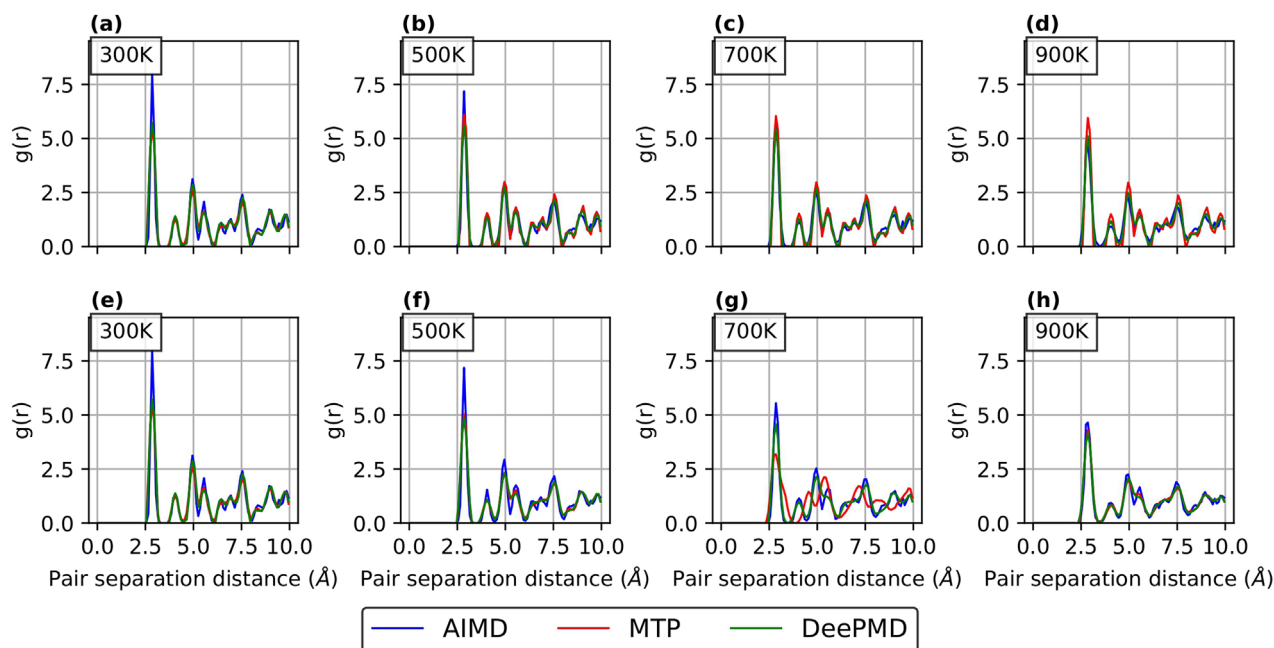 (a) (b) (c) (d)
300K 500K 700K 900K
7.5 7.5 7.5 7.5
5.0 5.0 5.0 5.0
g(r) g(r) g(r) g(r)
2.5 2.5 2.5 2.5
0.0 0.0 0.0 0.0
(e) (f) (g) (h)
300K 500K 700K 900K
7.5 7.5 7.5 7.5
5.0 5.0 5.0 5.0
g(r) g(r) g(r) g(r)
2.5 2.5 2.5 2.5
0.0 0.0 0.0 0.0
0.0 2.5 5.0 7.5 10.0 0.0 2.5 5.0 7.5 10.0 0.0 2.5 5.0 7.5 10.0 0.0 2.5 5.0 7.5 10.0
Pair separation distance (Å) Pair separation distance (Å) Pair separation distance (Å) Pair separation distance (Å)
AIMD MTP DeePMD